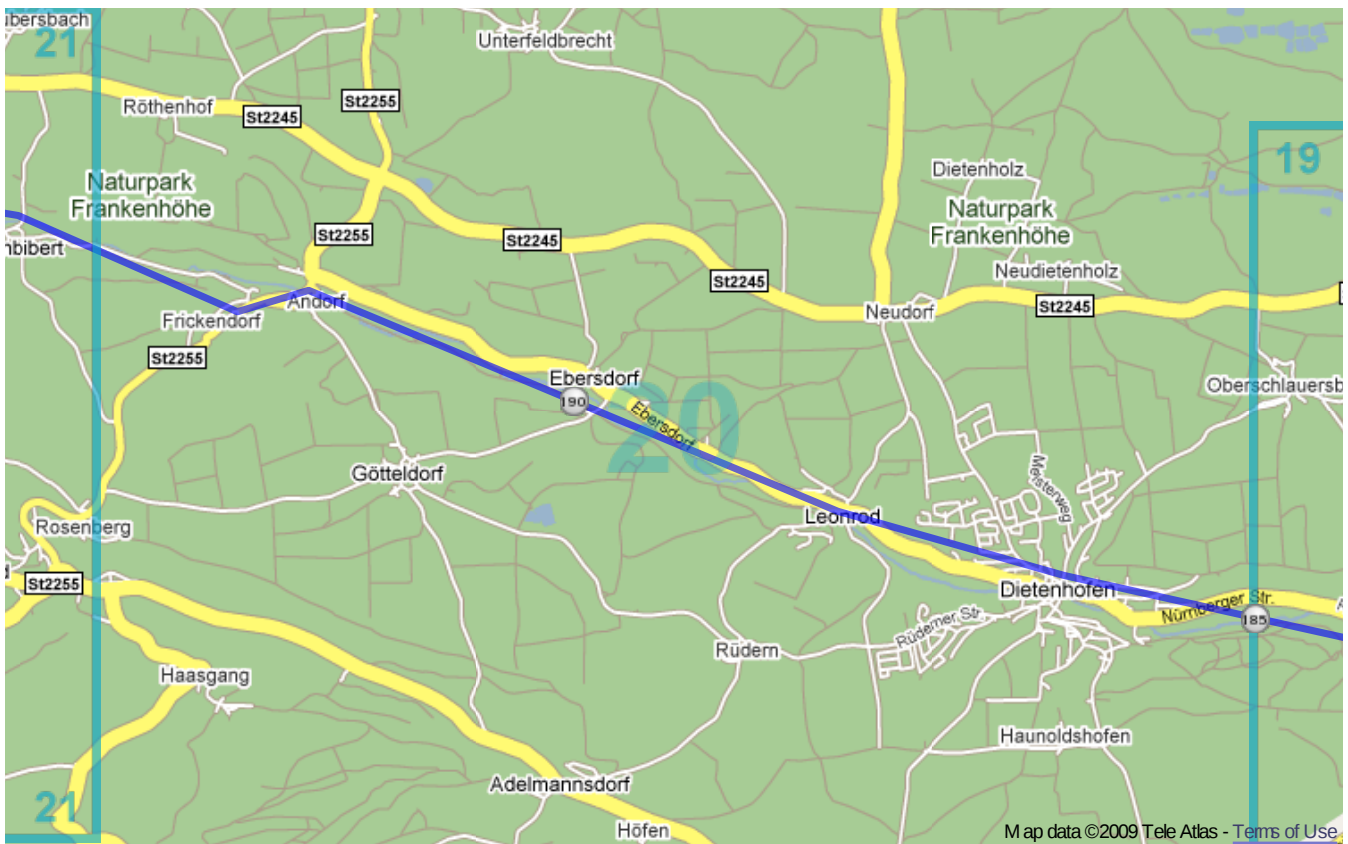 ubersbach
21
Unterfeldbrecht
Röthenhof
St2245
St2255
19
Dietenholz
Naturpark
Frankenhöhe
Naturpark
Frankenhöhe
St2255
St2245
nbibert
Neudietenholz
St2245
St2245
Andorf
Frickendorf
Neudorf
St2255
Ebersdorf
190
Oberschlauersb
20
Ebersdorf
Götteldorf
Meisterweg
Leonrod
Rosenberg
d
St2255
Dietenhofen
Nürnberger Str.
A
185
Rüderner Str.
Rüdern
Haasgang
Haunoldshofen
Adelmannsdorf
21
Höfen
Map data ©2009 Tele Atlas - Terms of Use